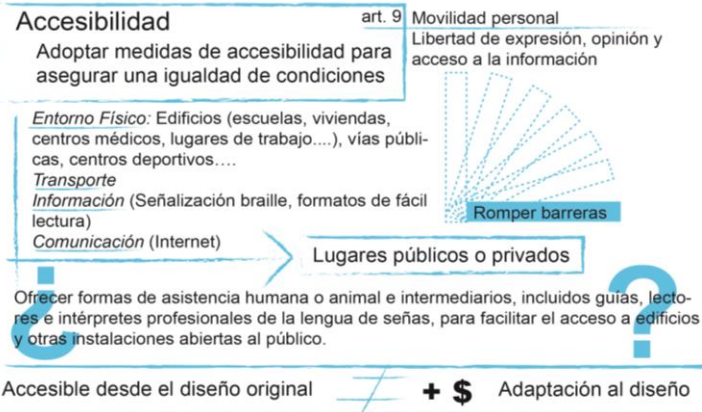 Accesibilidad
art. 9
Adoptar medidas de accesibilidad para
asegurar una igualdad de condiciones
Movilidad personal
Libertad de expresión, opinión y
acceso a la información
Entorno Físico: Edificios (escuelas, viviendas,
centros médicos, lugares de trabajo....), vías públi-
cas, centros deportivos….
Transporte
Información (Señalización braille, formatos de fácil
lectura)
Comunicación (Internet)
Romper barreras
Lugares públicos o privados
¿
Ofrecer formas de asistencia humana o animal e intermediarios, incluidos guías, lecto-
res e intérpretes profesionales de la lengua de señas, para facilitar el acceso a edificios
y otras instalaciones abiertas al público.
?
Accesible desde el diseño original ≠ + $ Adaptación al diseño